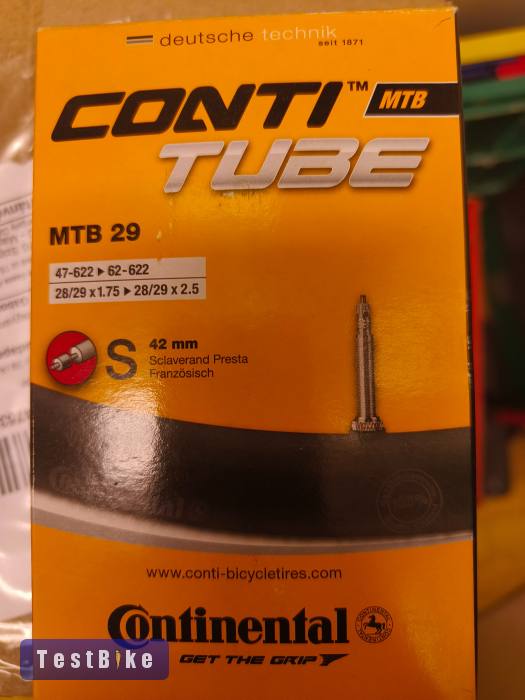 deutsche technik
seit 1871
CONTI™ MTB
TUBE
MTB 29
47-622 ▸ 62-622
28/29 x 1.75 ▸ 28/29 x 2.5
S
42 mm
Sclaverand Presta
Französisch
Continental
www.conti-bicycletires.com
Continental
GET THE GRIP
TestBike